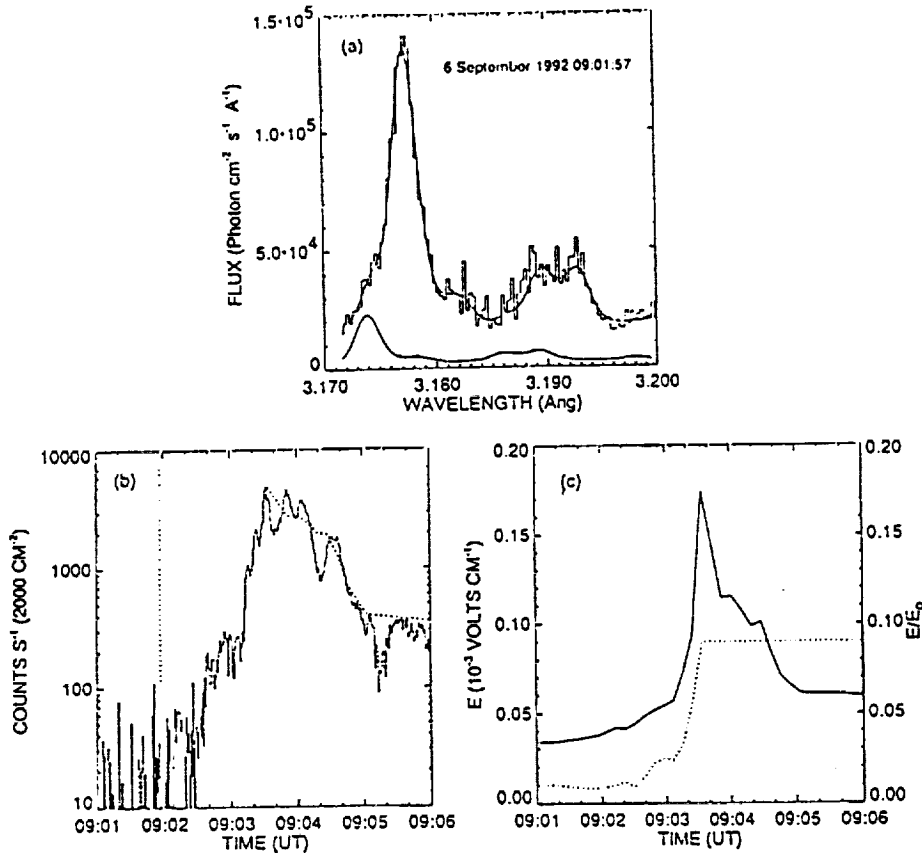 (a)
6 September 1992 09:01:57
1.5•10⁵
1.0•10⁵
5.0•10⁴
0
FLUX (Photon cm⁻² s⁻¹ A⁻¹)
3.170 3.180 3.190 3.200
WAVELENGTH (Ang)
(b)
10000
1000
100
10
COUNTS S⁻¹ (2000 CM⁻²)
09:01 09:02 09:03 09:04 09:05 09:06
TIME (UT)
(c)
0.20
0.15
0.10
0.05
0.00
E (10⁻³ VOLTS CM⁻¹)
0.20
0.15
0.10
0.05
0.00
E/E_D
09:01 09:02 09:03 09:04 09:05 09:06
TIME (UT)